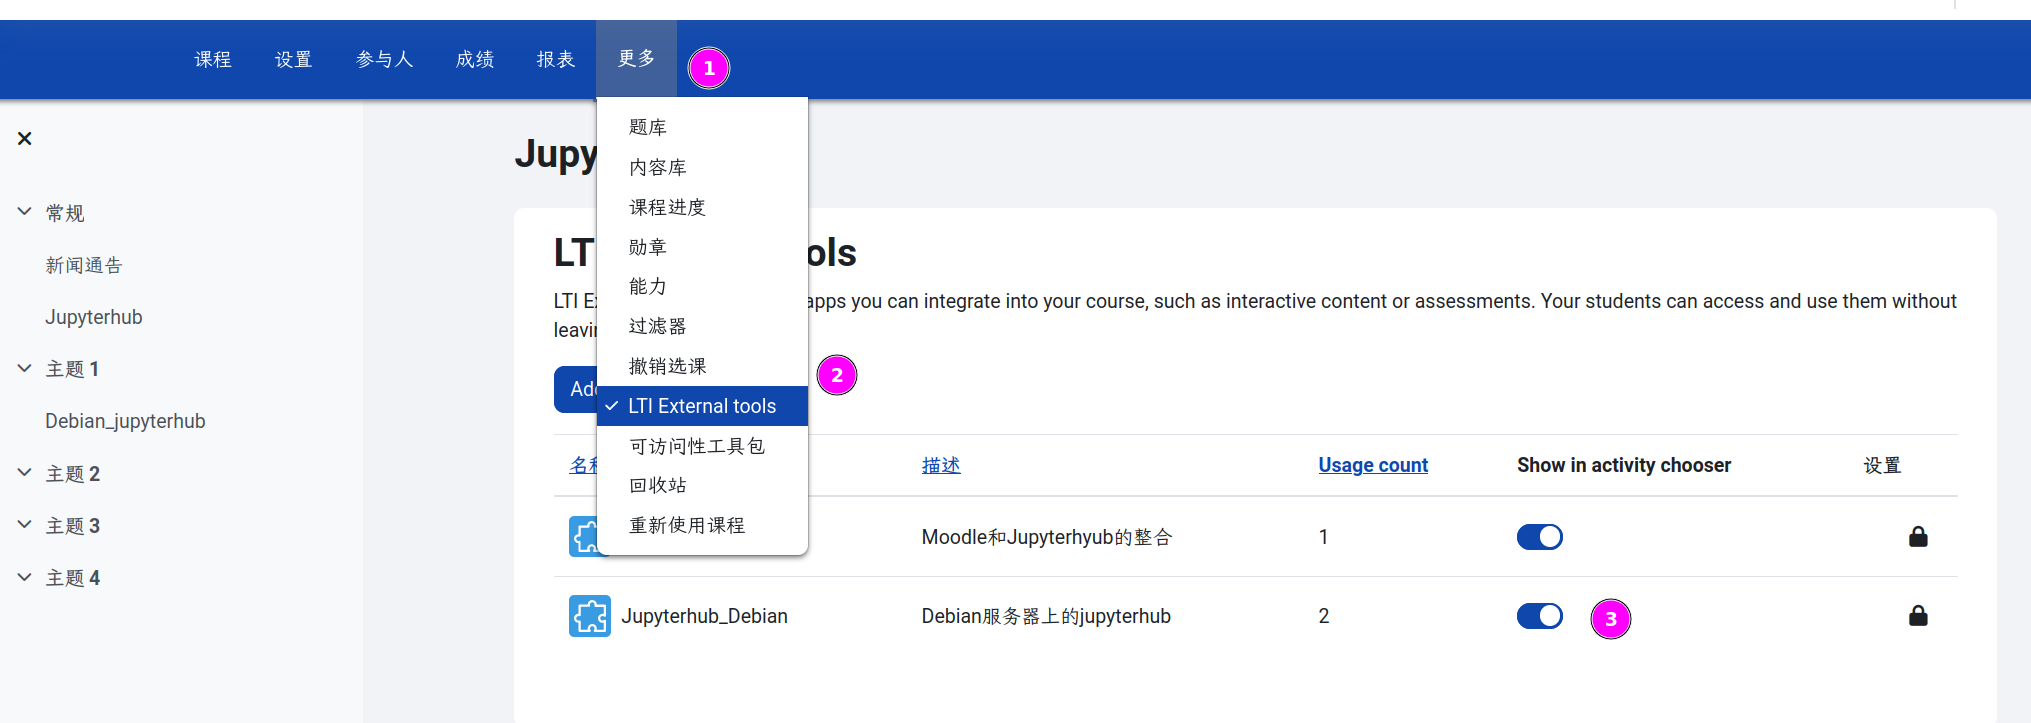 课程 设置 参与人 成绩 报表 更多 1
题库
内容库
课程进度
勋章
能力
过滤器
撤销选课
LTI External tools
可访问性工具包
回收站
重新使用课程
常规
新闻通告
Jupyterhub
主题 1
Debian_jupyterhub
主题 2
主题 3
主题 4
Jupy
LT ols
LTI E apps you can integrate into your course, such as interactive content or assessments. Your students can access and use them without
leavi
Add 2
名称 描述 Usage count Show in activity chooser 设置
Moodle和Jupyterhyub的整合 1
Jupyterhub_Debian Debian服务器上的jupyterhub 2 3